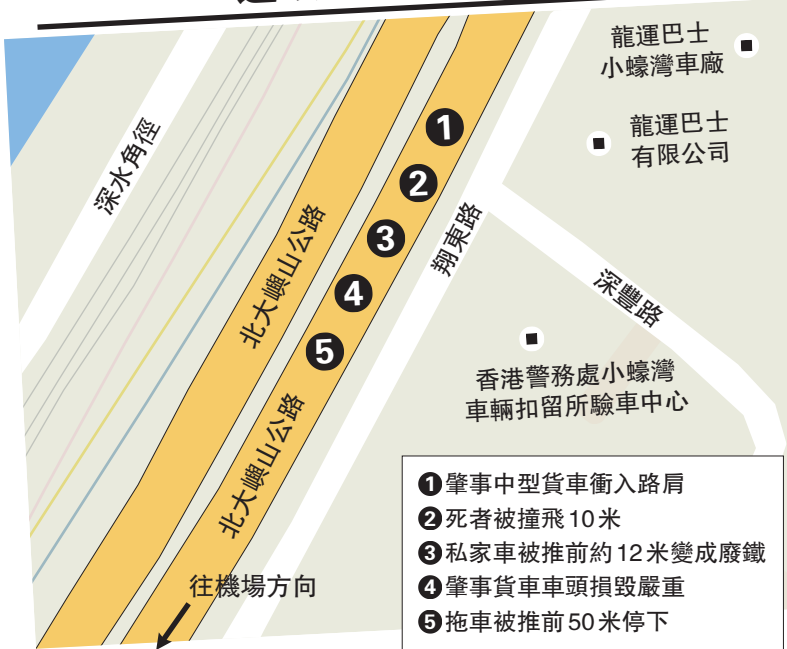 龍運巴士
小蠔灣車廠
龍運巴士
有限公司
深水角徑
北大嶼山公路
翔東路
深豐路
香港警務處小蠔灣
車輛扣留所驗車中心
北大嶼山公路
往機場方向
1
2
3
4
5
1肇事中型貨車衝入路肩
2死者被撞飛10米
3私家車被推前約12米變成廢鐵
4肇事貨車車頭損毀嚴重
5拖車被推前50米停下